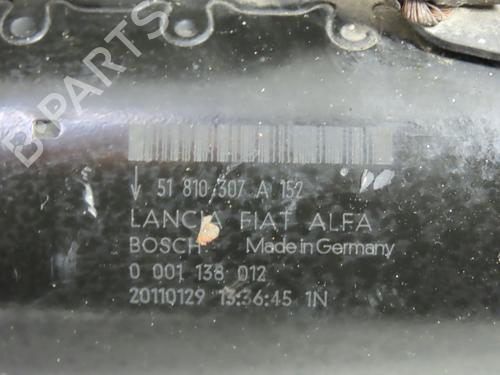 B PARTS
51 810 307 A 152
LANCIA FIAT ALFA
BOSCH Made in Germany
0 001 138 012
20110129 13:36:45 1N